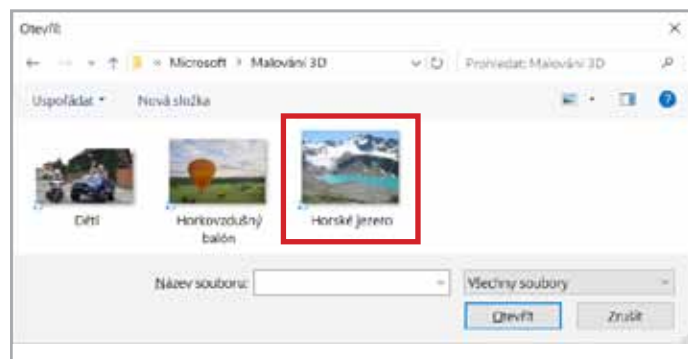 Otevřít
« Microsoft › Malování 3D
Prohledat: Malování 3D
Uspořádat
Nová složka
Děti
Horkovzdušný
balón
Horské jezero
Název souboru:
Všechny soubory
Otevřít
Zrušit